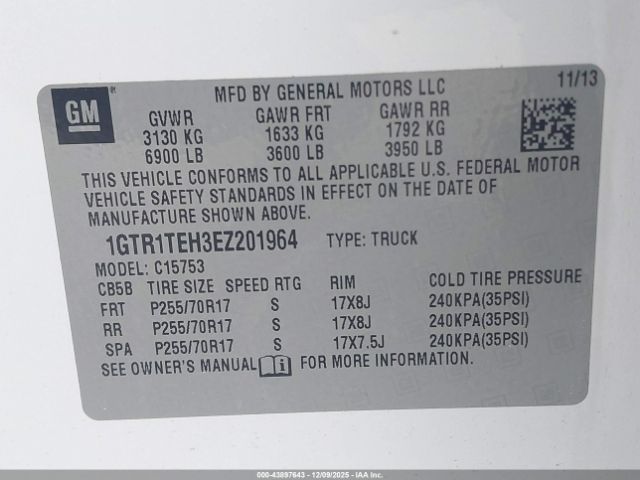 GM
MFD BY GENERAL MOTORS LLC 11/13
GVWR GAWR FRT GAWR RR
3130 KG 1633 KG 1792 KG
6900 LB 3600 LB 3950 LB
THIS VEHICLE CONFORMS TO ALL APPLICABLE U.S. FEDERAL MOTOR
VEHICLE SAFETY STANDARDS IN EFFECT ON THE DATE OF
MANUFACTURE SHOWN ABOVE.
1GTR1TEH3EZ201964 TYPE: TRUCK
MODEL: C15753
CB5B TIRE SIZE SPEED RTG RIM COLD TIRE PRESSURE
FRT P255/70R17 S 17X8J 240KPA(35PSI)
RR P255/70R17 S 17X8J 240KPA(35PSI)
SPA P255/70R17 S 17X7.5J 240KPA(35PSI)
SEE OWNER'S MANUAL i FOR MORE INFORMATION.
000-43897643 - 12/09/2025 - IAA Inc.